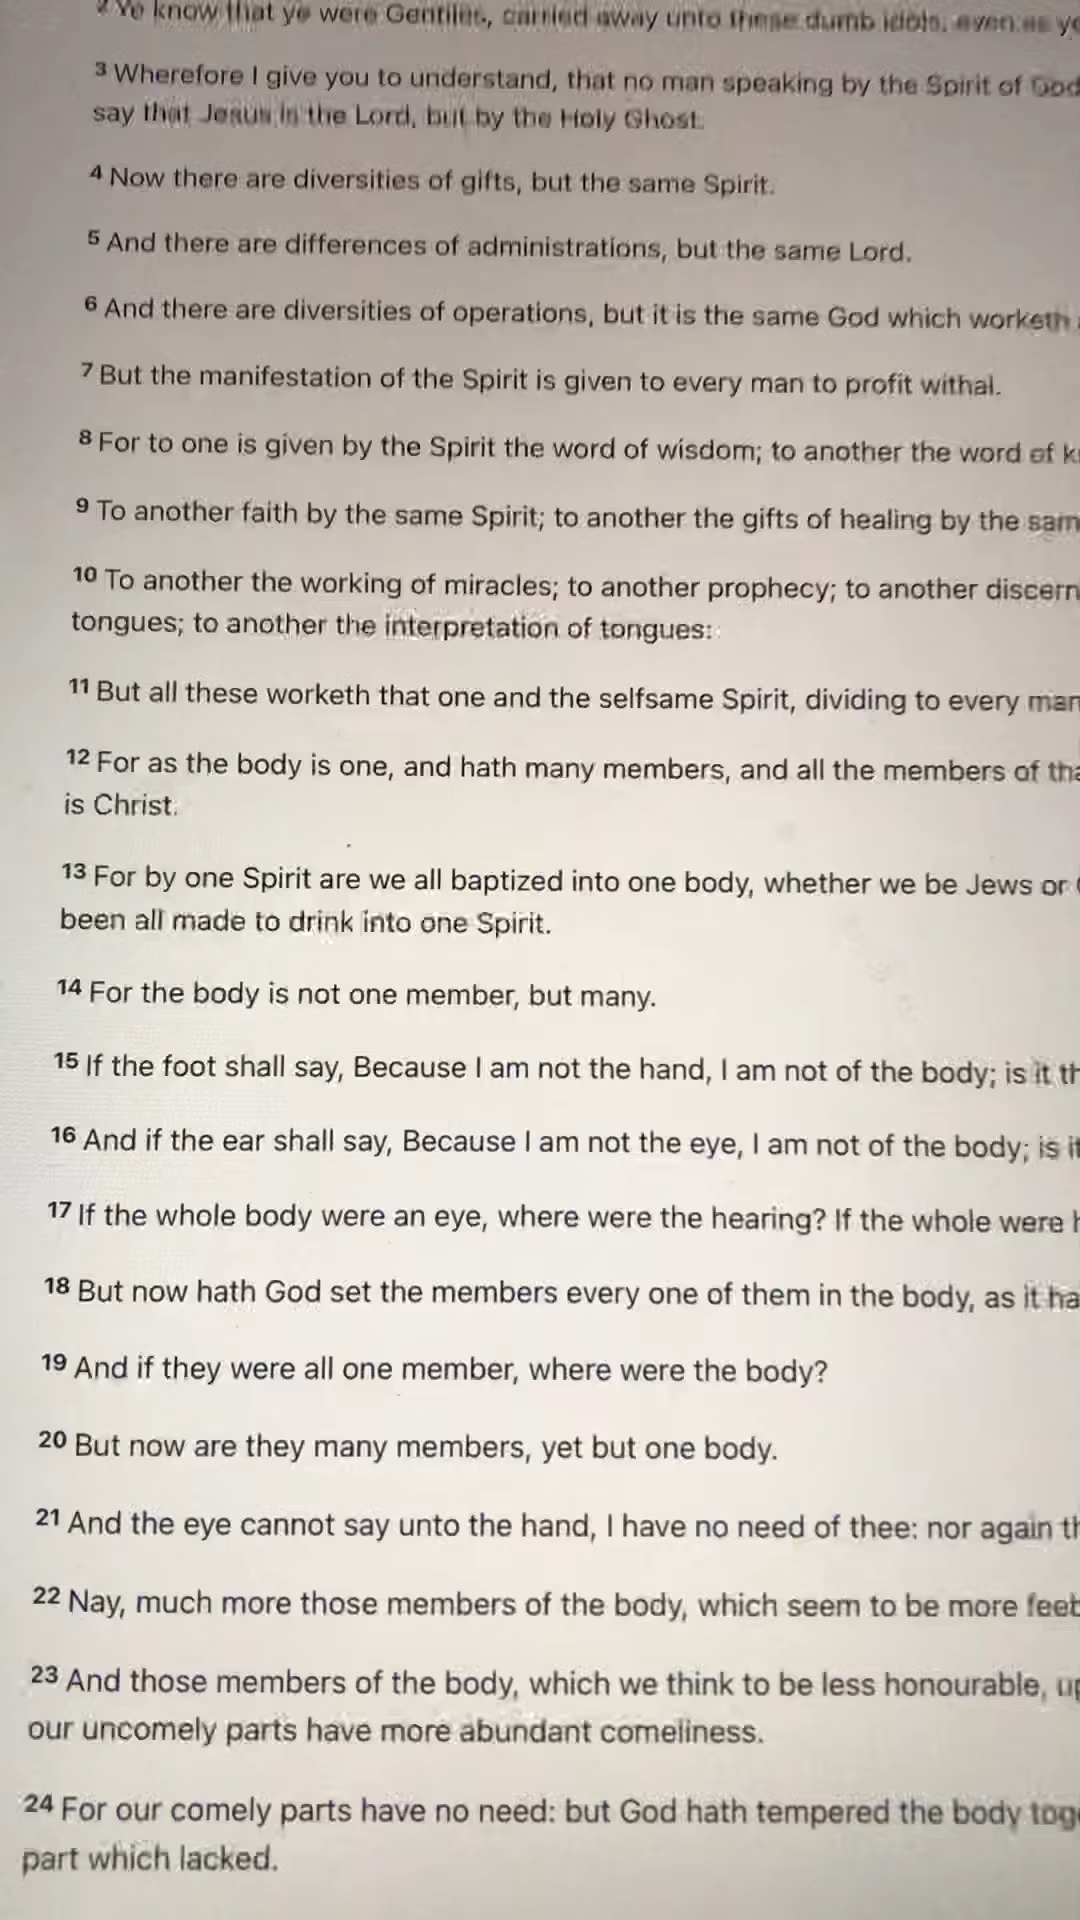 2 Ye know that ye were Gentiles, carried away unto these dumb idols, even as ye
3 Wherefore I give you to understand, that no man speaking by the Spirit of God
say that Jesus is the Lord, but by the Holy Ghost.
4 Now there are diversities of gifts, but the same Spirit.
5 And there are differences of administrations, but the same Lord.
6 And there are diversities of operations, but it is the same God which worketh
7 But the manifestation of the Spirit is given to every man to profit withal.
8 For to one is given by the Spirit the word of wisdom; to another the word of k
9 To another faith by the same Spirit; to another the gifts of healing by the sam
10 To another the working of miracles; to another prophecy; to another discern
tongues; to another the interpretation of tongues:
11 But all these worketh that one and the selfsame Spirit, dividing to every man
12 For as the body is one, and hath many members, and all the members of tha
is Christ.
13 For by one Spirit are we all baptized into one body, whether we be Jews or
been all made to drink into one Spirit.
14 For the body is not one member, but many.
15 If the foot shall say, Because I am not the hand, I am not of the body; is it th
16 And if the ear shall say, Because I am not the eye, I am not of the body; is it
17 If the whole body were an eye, where were the hearing? If the whole were h
18 But now hath God set the members every one of them in the body, as it ha
19 And if they were all one member, where were the body?
20 But now are they many members, yet but one body.
21 And the eye cannot say unto the hand, I have no need of thee: nor again th
22 Nay, much more those members of the body, which seem to be more feeb
23 And those members of the body, which we think to be less honourable, up
our uncomely parts have more abundant comeliness.
24 For our comely parts have no need: but God hath tempered the body toge
part which lacked.